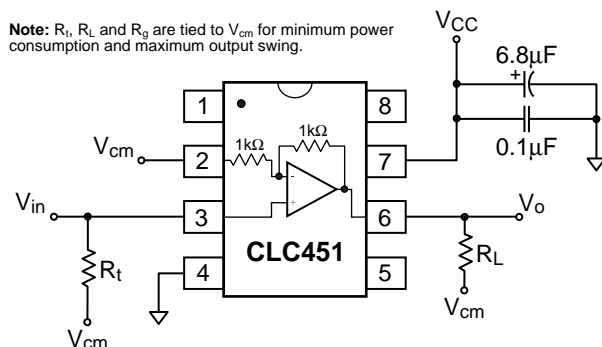 Note: Rt, RL and Rg are tied to Vcm for minimum power
consumption and maximum output swing.
VCC
6.8µF
+
0.1µF
1
8
1kΩ
1kΩ
Vcm
2
7
-
+
Vin
3
6
Vo
CLC451
Rt
4
5
RL
Vcm
Vcm